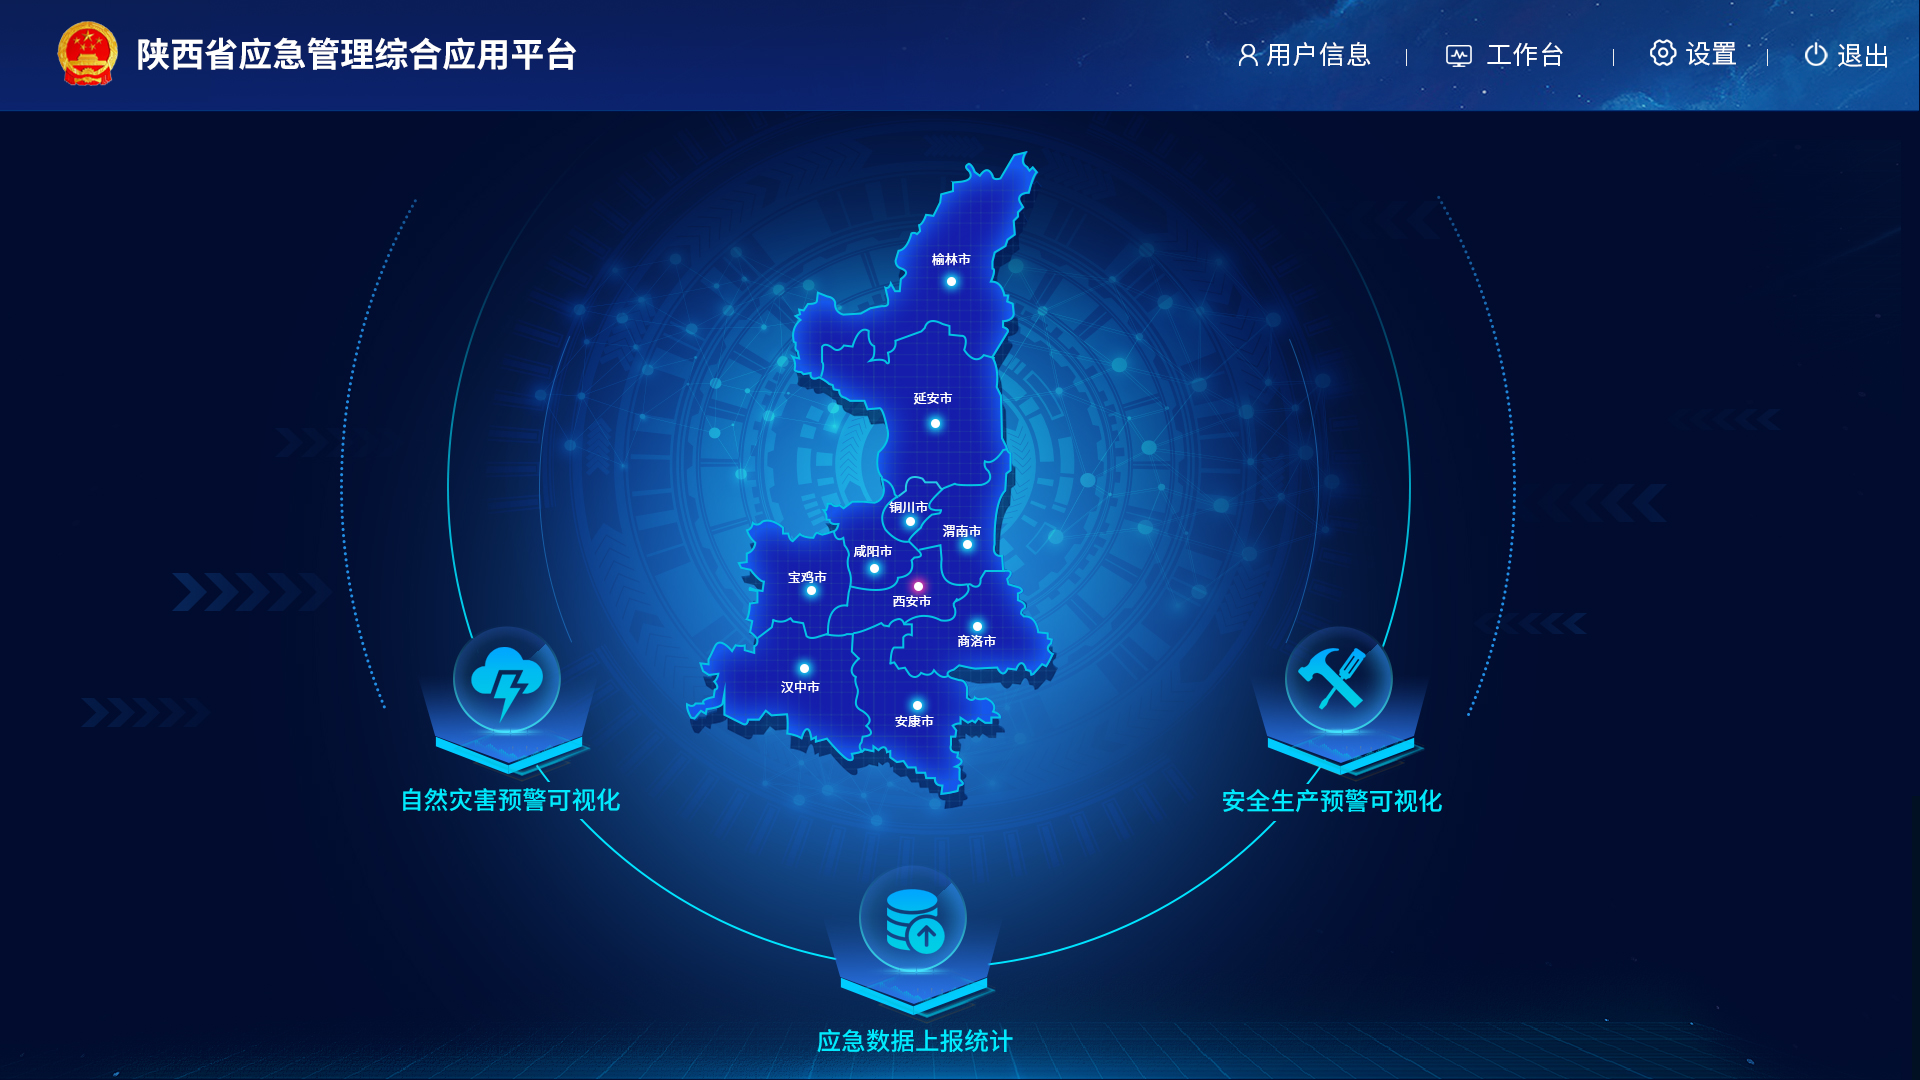 陕西省应急管理综合应用平台
用户信息
工作台
设置
退出
榆林市
延安市
铜川市
渭南市
咸阳市
宝鸡市
西安市
商洛市
汉中市
安康市
自然灾害预警可视化
安全生产预警可视化
应急数据上报统计